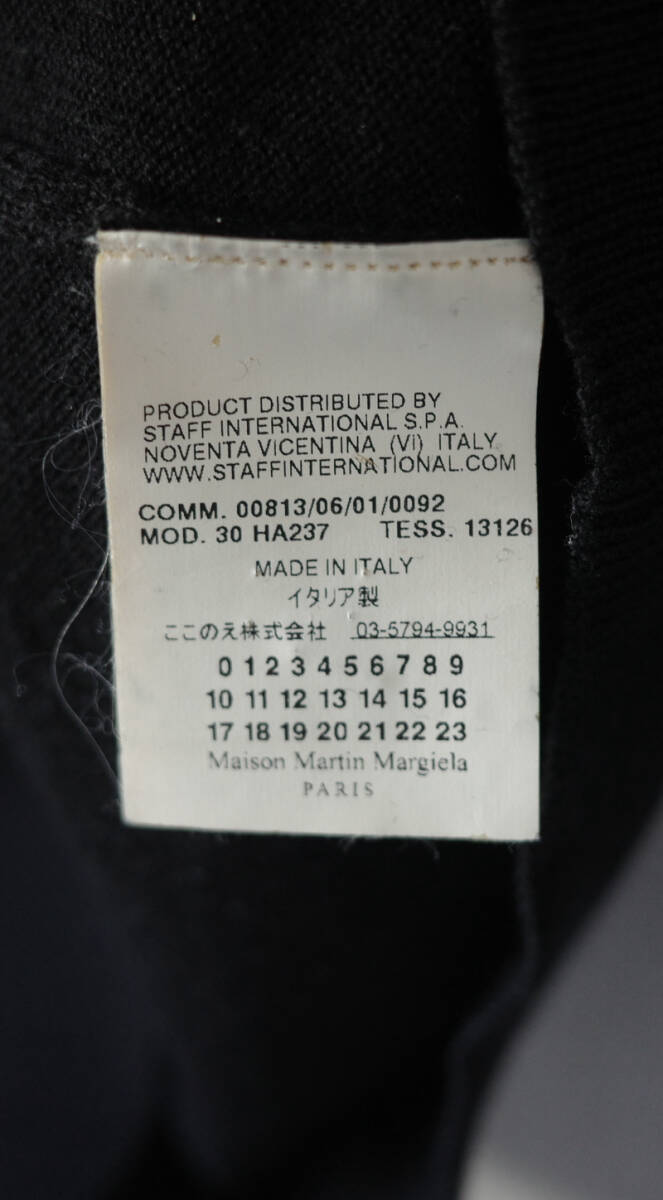 PRODUCT DISTRIBUTED BY
STAFF INTERNATIONAL S.P.A.
NOVENTA VICENTINA (VI) ITALY
WWW.STAFFINTERNATIONAL.COM
COMM. 00813/06/01/0092
MOD. 30 HA237 TESS. 13126
MADE IN ITALY
イタリア製
ここのえ株式会社 03-5794-9931
0 1 2 3 4 5 6 7 8 9
10 11 12 13 14 15 16
17 18 19 20 21 22 23
Maison Martin Margiela
PARIS